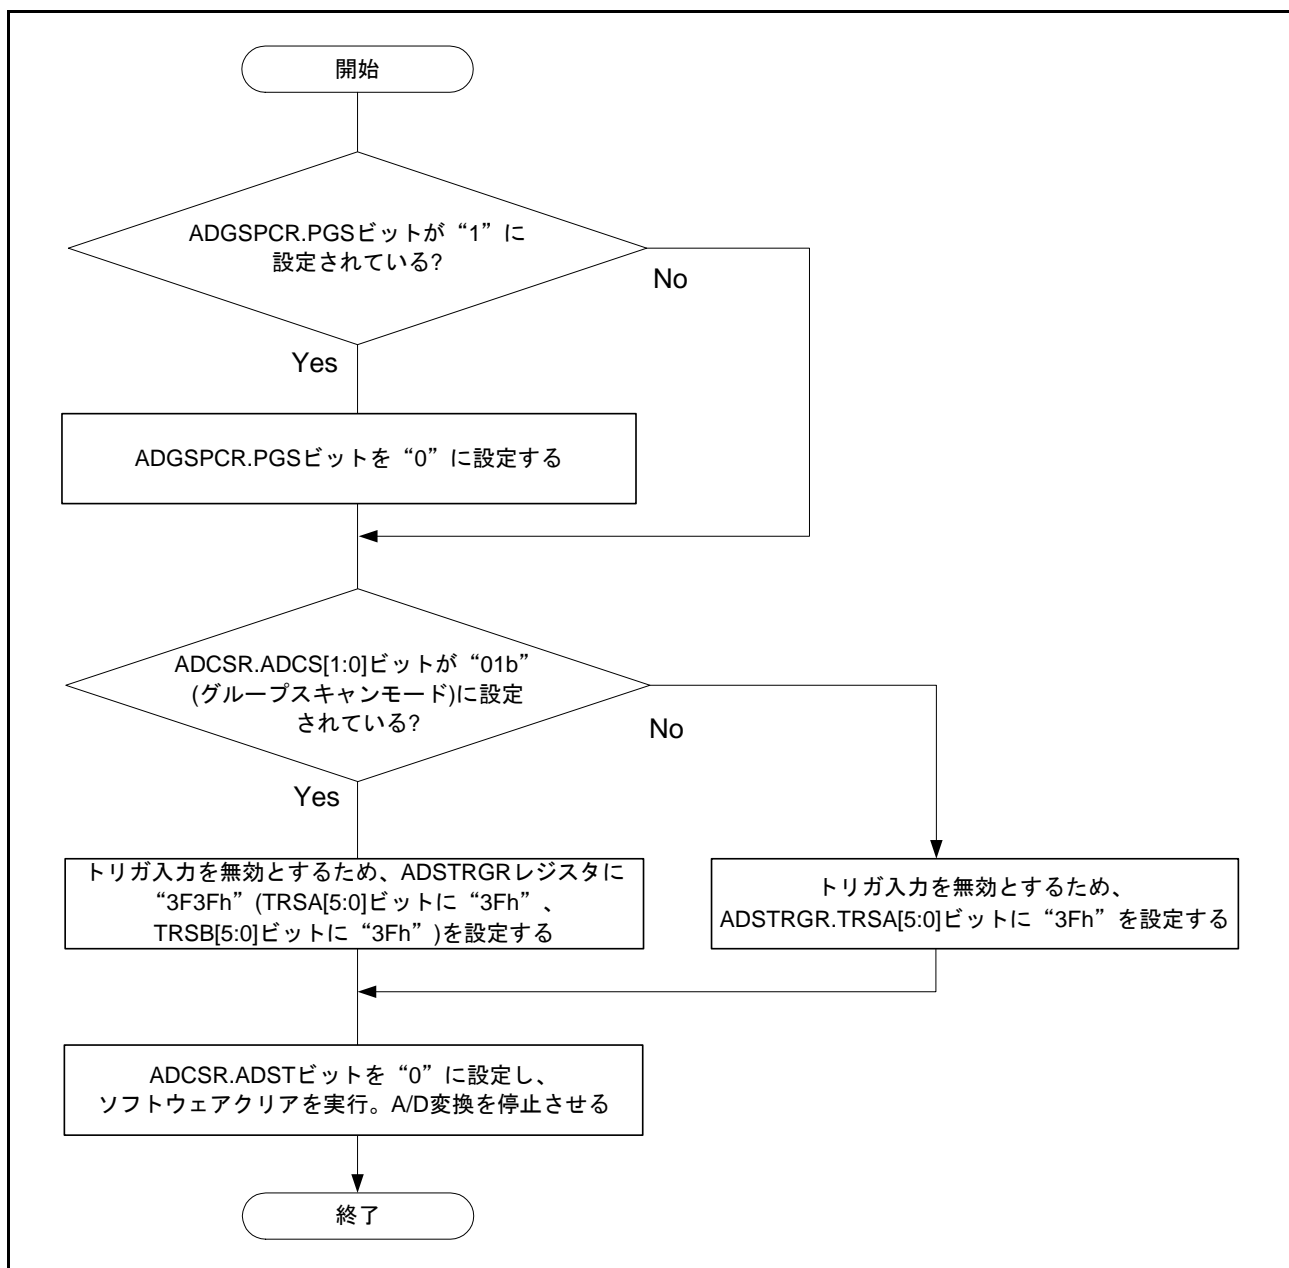 開始
ADGSPCR.PGSビットが“1”に
設定されている?
No
Yes
ADGSPCR.PGSビットを“0”に設定する
ADCSR.ADCS[1:0]ビットが“01b”
(グループスキャンモード)に設定
されている?
No
Yes
トリガ入力を無効とするため、ADSTRGRレジスタに
“3F3Fh”(TRSA[5:0]ビットに“3Fh”、
TRSB[5:0]ビットに“3Fh”)を設定する
トリガ入力を無効とするため、
ADSTRGR.TRSA[5:0]ビットに“3Fh”を設定する
ADCSR.ADSTビットを“0”に設定し、
ソフトウェアクリアを実行。A/D変換を停止させる
終了